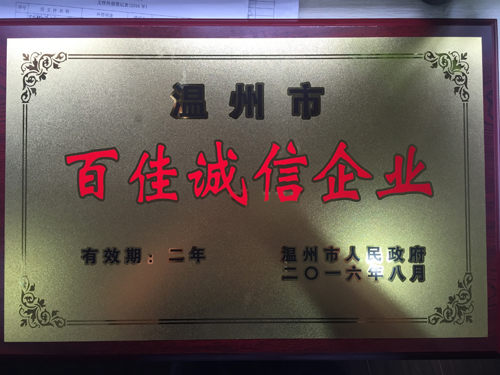 温州市
百佳诚信企业
有效期：二年
温州市人民政府
二〇一六年八月